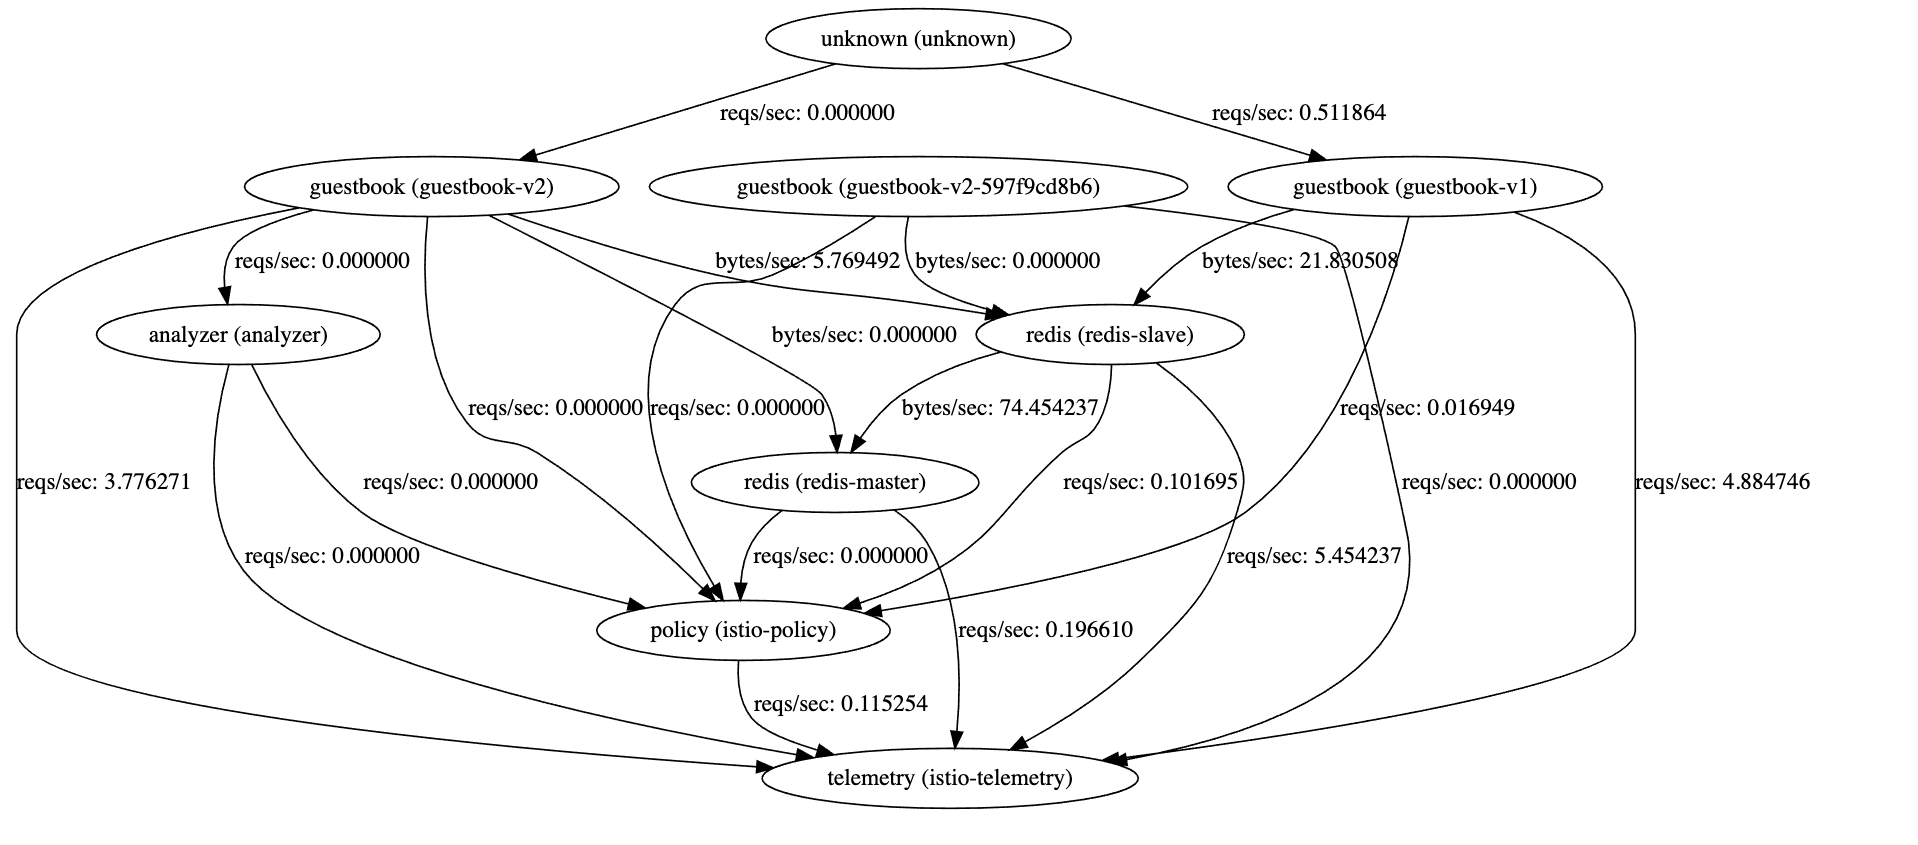 unknown (unknown)
reqs/sec: 0.000000
reqs/sec: 0.511864
guestbook (guestbook-v2)
guestbook (guestbook-v2-597f9cd8b6)
guestbook (guestbook-v1)
reqs/sec: 0.000000
bytes/sec: 5.769492
bytes/sec: 0.000000
bytes/sec: 21.830508
analyzer (analyzer)
bytes/sec: 0.000000
redis (redis-slave)
reqs/sec: 0.000000
reqs/sec: 0.000000
bytes/sec: 74.454237
reqs/sec: 0.016949
reqs/sec: 3.776271
reqs/sec: 0.000000
redis (redis-master)
reqs/sec: 0.101695
reqs/sec: 0.000000
reqs/sec: 4.884746
reqs/sec: 0.000000
reqs/sec: 0.000000
reqs/sec: 5.454237
policy (istio-policy)
reqs/sec: 0.196610
reqs/sec: 0.115254
telemetry (istio-telemetry)